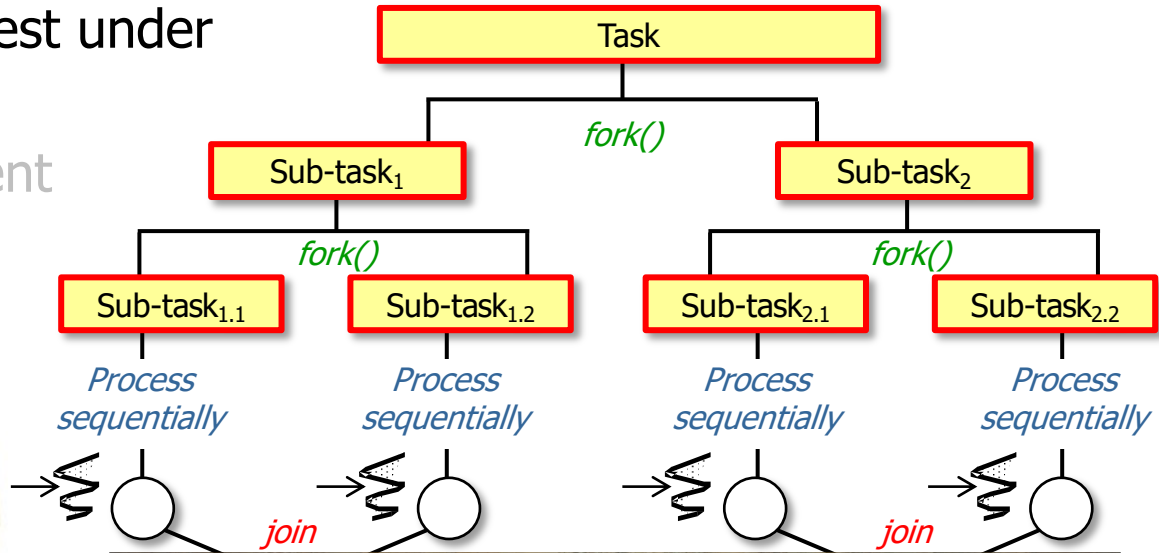 est under
Task
fork()
ent
Sub-task₁
Sub-task₂
fork()
fork()
Sub-task₁.₁
Sub-task₁.₂
Sub-task₂.₁
Sub-task₂.₂
Process
sequentially
Process
sequentially
Process
sequentially
Process
sequentially
join
join